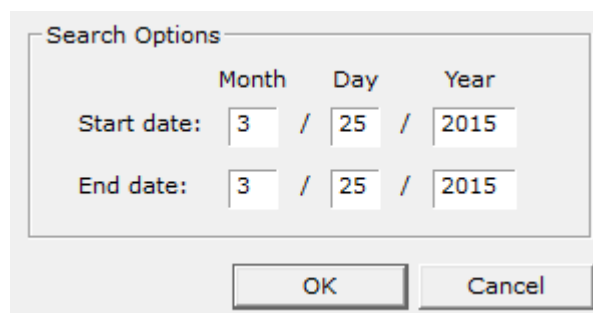 Search Options
Month Day Year
Start date: 3 / 25 / 2015
End date: 3 / 25 / 2015
OK Cancel